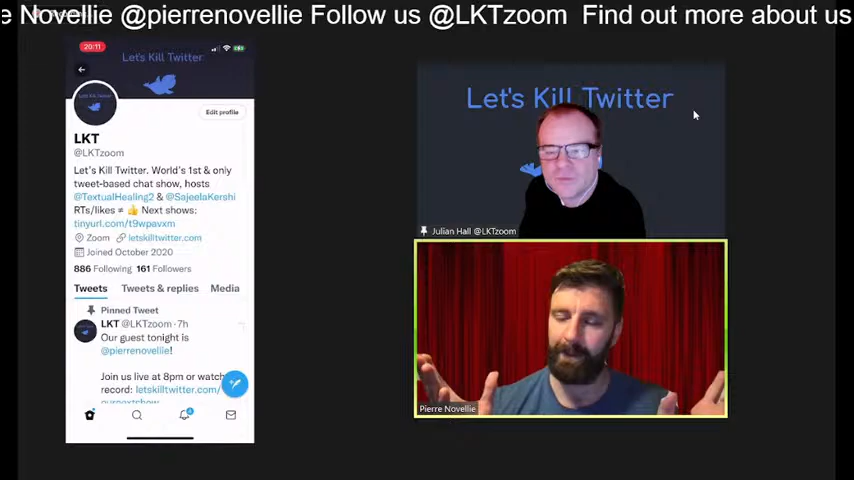 Novellie @pierrenovellie Follow us @LKTzoom Find out more about us
20:11
Let's Kill Twitter
Edit profile
LKT
@LKTzoom
Let's Kill Twitter. World's 1st & only
tweet-based chat show, hosts
@TextualHealing2 & @SajeelaKershi
RTs/likes ≠ 👍 Next shows:
tinyurl.com/t9wpavxm
Zoom letskilltwitter.com
Joined October 2020
886 Following 161 Followers
Tweets Tweets & replies Media
Pinned Tweet
LKT @LKTzoom · 7h
Our guest tonight is
@pierrenovellie!
Join us live at 8pm or watch
record: letskilltwitter.com/
Let's Kill Twitter
Julian Hall @LKTzoom
Pierre Novellie